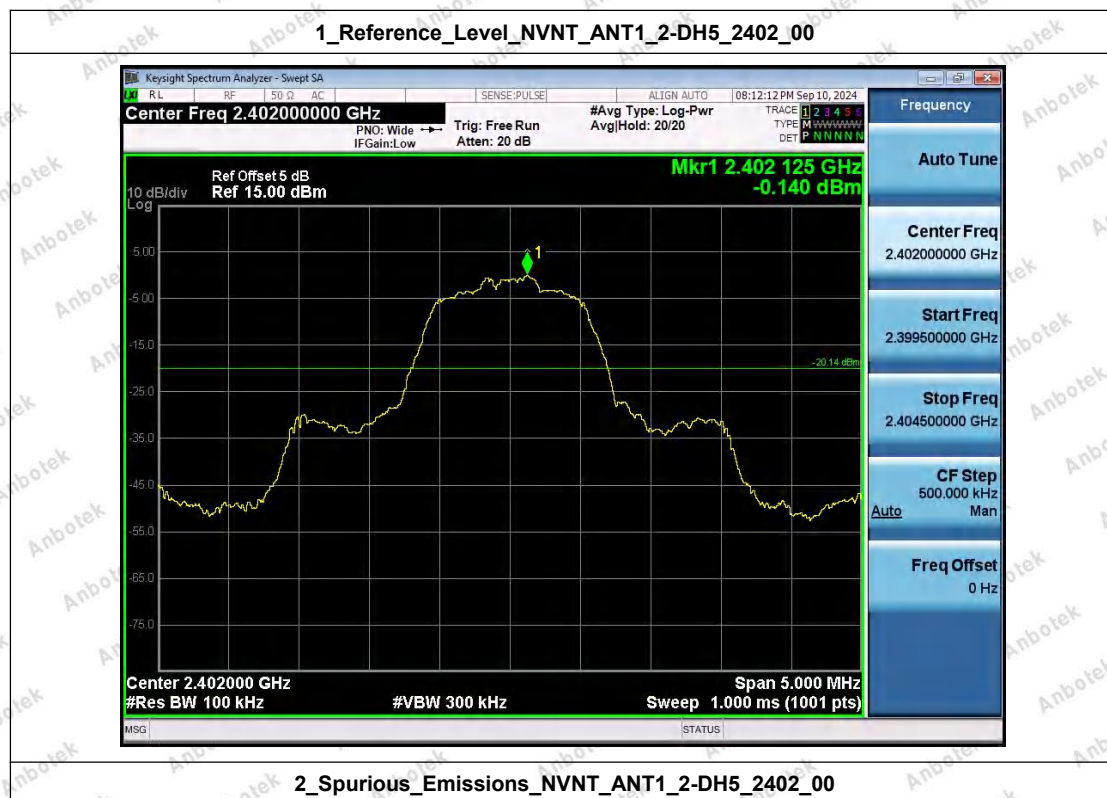 1_Reference_Level_NVNT_ANT1_2-DH5_2402_00
Keysight Spectrum Analyzer - Swept SA
LXI RL RF 50 Ω AC SENSE:PULSE ALIGN AUTO 08:12:12 PM Sep 10, 2024
Center Freq 2.402000000 GHz
PNO: Wide
IFGain:Low
Trig: Free Run
Atten: 20 dB
#Avg Type: Log-Pwr
Avg|Hold: 20/20
TRACE 1 2 3 4 5 6
TYPE M WWWWW
DET P N N N N N
Frequency
Mkr1 2.402 125 GHz
-0.140 dBm
Ref Offset 5 dB
10 dB/div Ref 15.00 dBm
Log
1
5.00
-5.00
-15.0
-20.14 dBm
-25.0
-35.0
-45.0
-55.0
-65.0
-75.0
Center 2.402000 GHz Span 5.000 MHz
#Res BW 100 kHz #VBW 300 kHz Sweep 1.000 ms (1001 pts)
MSG STATUS
Auto Tune
Center Freq
2.402000000 GHz
Start Freq
2.399500000 GHz
Stop Freq
2.404500000 GHz
CF Step
500.000 kHz
Auto Man
Freq Offset
0 Hz
2_Spurious_Emissions_NVNT_ANT1_2-DH5_2402_00
Anbotek